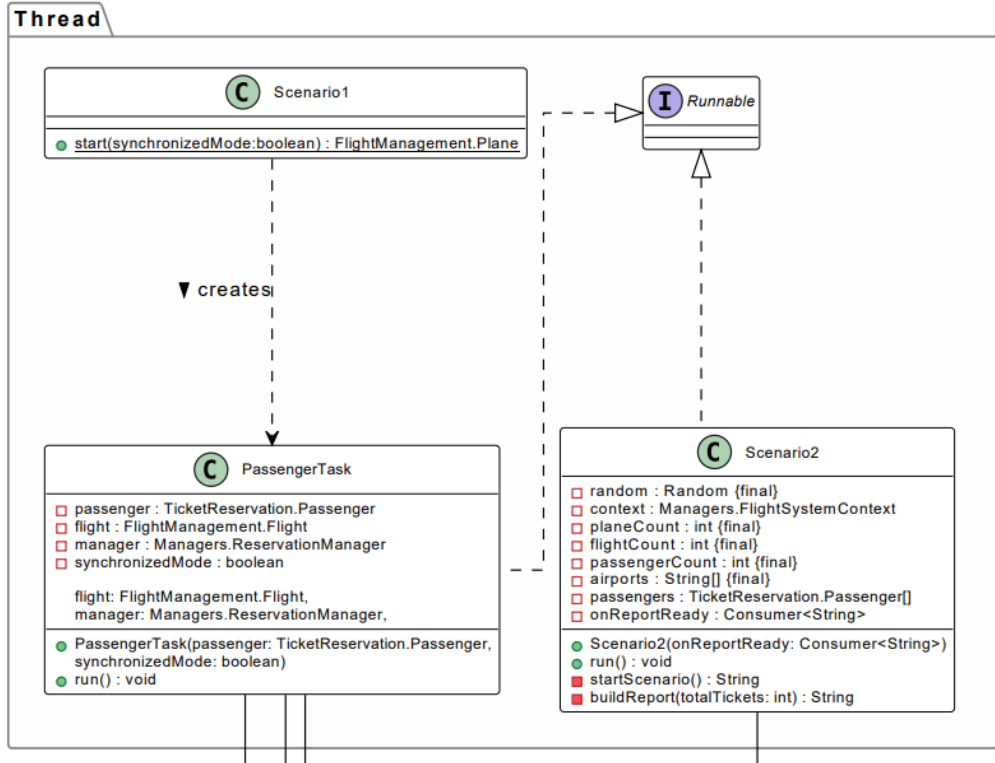 Thread
C Scenario1
start(synchronizedMode:boolean) : FlightManagement.Plane
I Runnable
▼ creates
C PassengerTask
passenger : TicketReservation.Passenger
flight : FlightManagement.Flight
manager : Managers.ReservationManager
synchronizedMode : boolean
flight: FlightManagement.Flight,
manager: Managers.ReservationManager,
PassengerTask(passenger: TicketReservation.Passenger,
synchronizedMode: boolean)
run() : void
C Scenario2
random : Random {final}
context : Managers.FlightSystemContext
planeCount : int {final}
flightCount : int {final}
passengerCount : int {final}
airports : String[] {final}
passengers : TicketReservation.Passenger[]
onReportReady : Consumer<String>
Scenario2(onReportReady: Consumer<String>)
run() : void
startScenario() : String
buildReport(totalTickets: int) : String